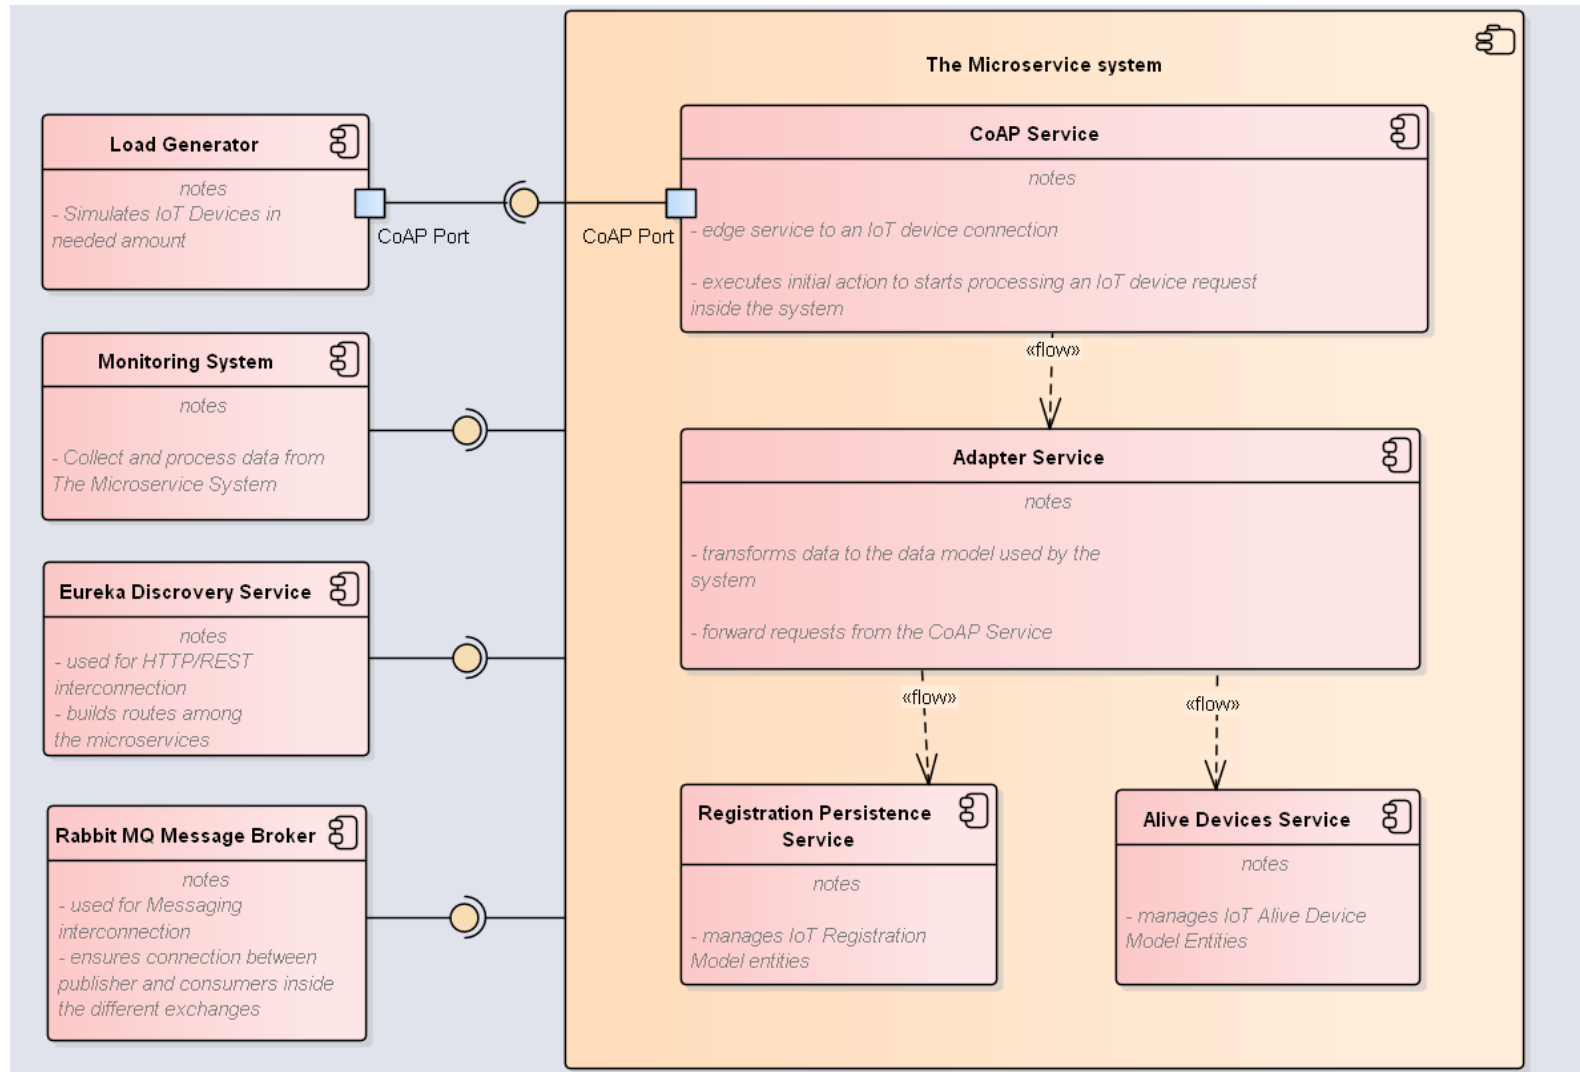 The Microservice system
Load Generator
notes
- Simulates IoT Devices in
needed amount
CoAP Port
CoAP Port
CoAP Service
notes
- edge service to an IoT device connection
- executes initial action to starts processing an IoT device request
inside the system
«flow»
Monitoring System
notes
- Collect and process data from
The Microservice System
Adapter Service
notes
- transforms data to the data model used by the
system
- forward requests from the CoAP Service
«flow»
«flow»
Eureka Discrovery Service
notes
- used for HTTP/REST
interconnection
- builds routes among
the microservices
Rabbit MQ Message Broker
notes
- used for Messaging
interconnection
- ensures connection between
publisher and consumers inside
the different exchanges
Registration Persistence
Service
notes
- manages IoT Registration
Model entities
Alive Devices Service
notes
- manages IoT Alive Device
Model Entities